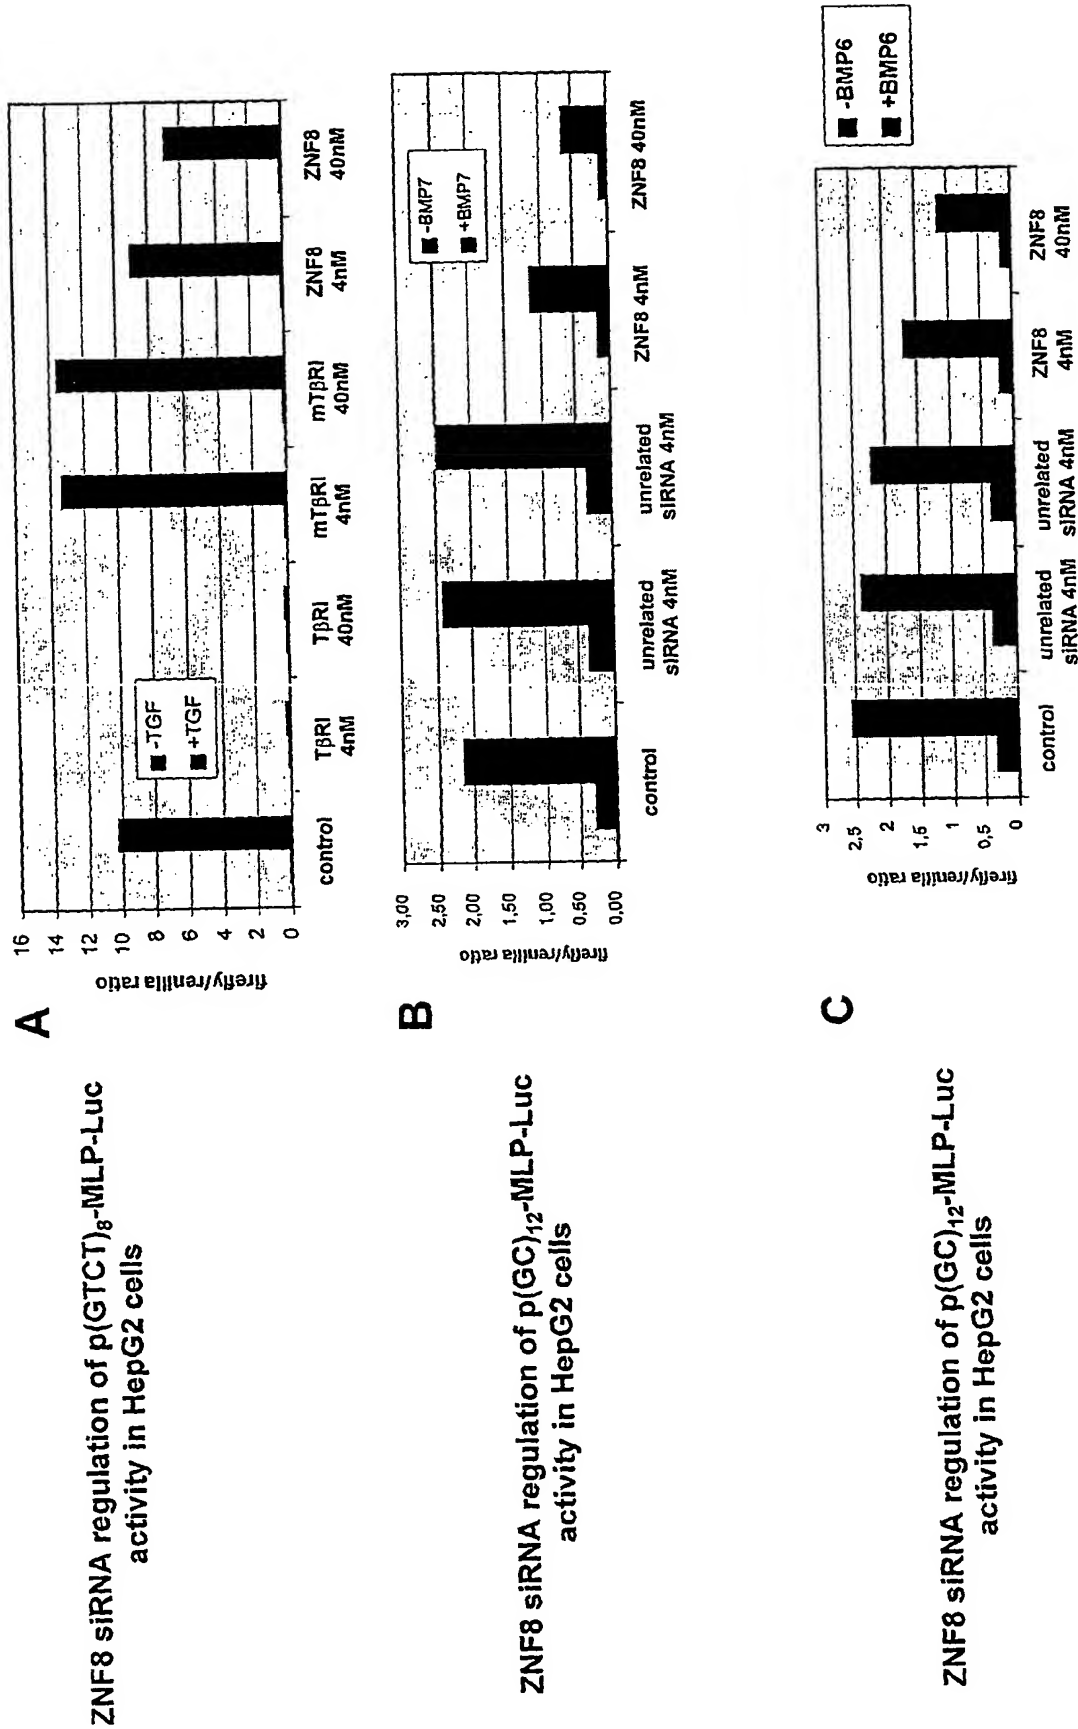 ZNF8 siRNA regulation of p(GTCT)8-MLP-Luc
activity in HepG2 cells
A
firefly/renilla ratio
16
14
12
10
8
6
4
2
0
-TGF
+TGF
control
TβRI
4nM
TβRI
40nM
mTβRI
4nM
mTβRI
40nM
ZNF8
4nM
ZNF8
40nM
ZNF8 siRNA regulation of p(GC)12-MLP-Luc
activity in HepG2 cells
B
firefly/renilla ratio
3,00
2,50
2,00
1,50
1,00
0,50
0,00
-BMP7
+BMP7
control
unrelated
siRNA 4nM
unrelated
siRNA 4nM
ZNF8 4nM
ZNF8 40nM
ZNF8 siRNA regulation of p(GC)12-MLP-Luc
activity in HepG2 cells
C
firefly/renilla ratio
3
2,5
2
1,5
1
0,5
0
-BMP6
+BMP6
control
unrelated
siRNA 4nM
unrelated
siRNA 4nM
ZNF8
4nM
ZNF8
40nM